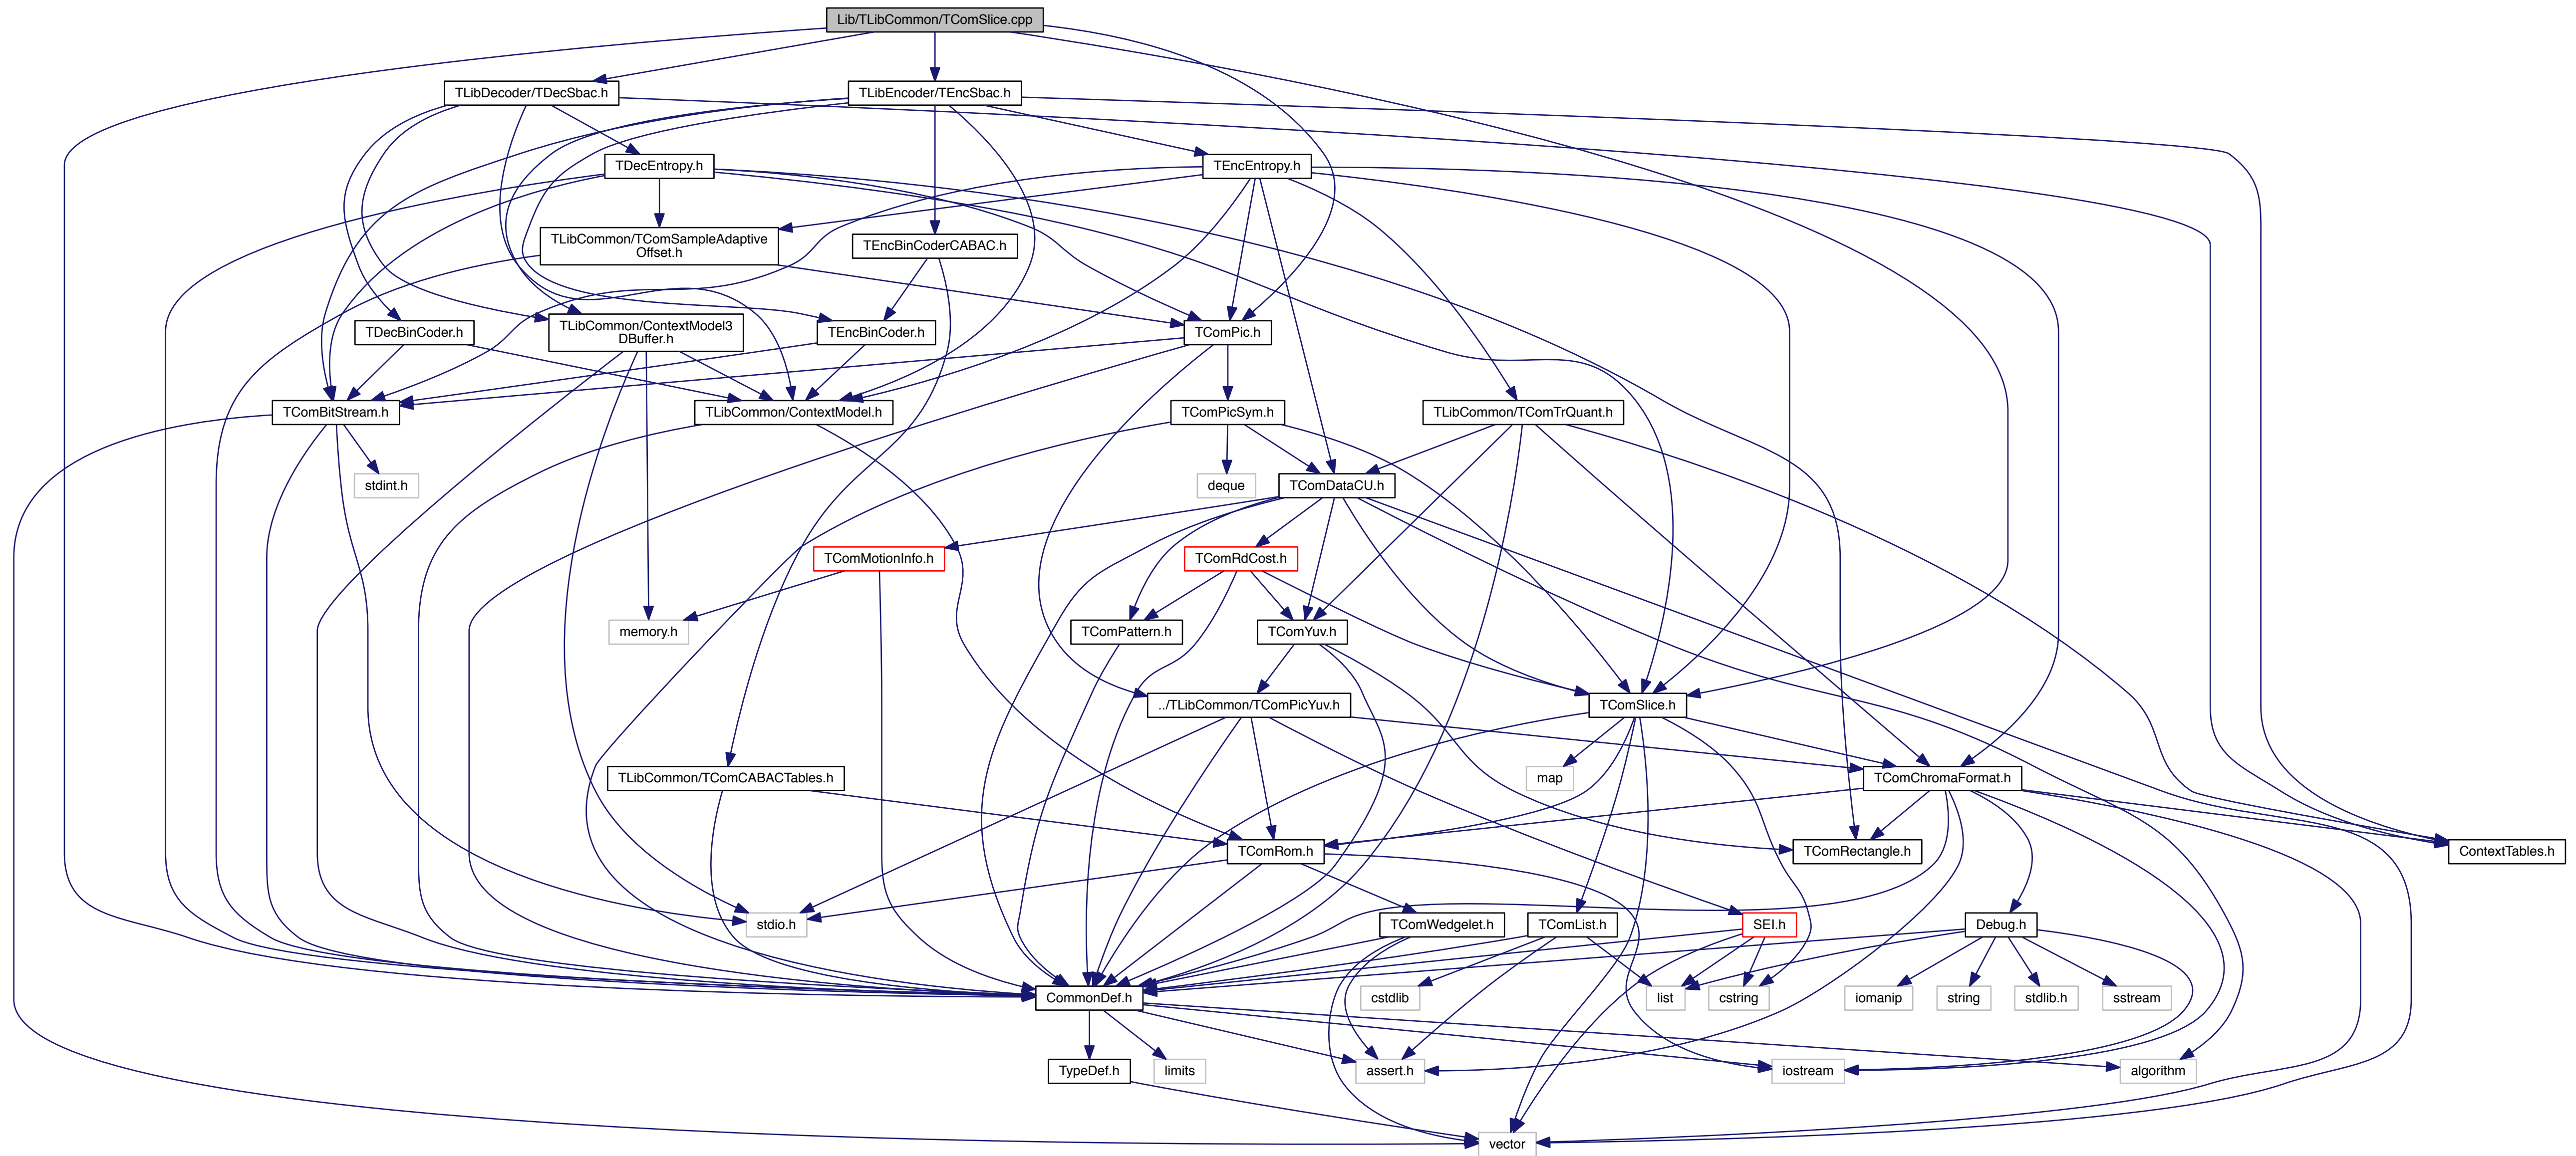 Lib/TLibCommon/TComSlice.cpp
TLibDecoder/TDecSbac.h
TLibEncoder/TEncSbac.h
TDecEntropy.h
TEncEntropy.h
TLibCommon/TComSampleAdaptive
Offset.h
TEncBinCoderCABAC.h
TDecBinCoder.h
TLibCommon/ContextModel3
DBuffer.h
TEncBinCoder.h
TComPic.h
TComBitStream.h
TLibCommon/ContextModel.h
TComPicSym.h
TLibCommon/TComTrQuant.h
stdint.h
deque
TComDataCU.h
TComMotionInfo.h
TComRdCost.h
memory.h
TComPattern.h
TComYuv.h
../TLibCommon/TComPicYuv.h
TComSlice.h
TLibCommon/TComCABACTables.h
map
TComChromaFormat.h
TComRom.h
TComRectangle.h
ContextTables.h
stdio.h
TComWedgelet.h
TComList.h
SEI.h
Debug.h
CommonDef.h
cstdlib
list
cstring
iomanip
string
stdlib.h
sstream
TypeDef.h
limits
assert.h
iostream
algorithm
vector